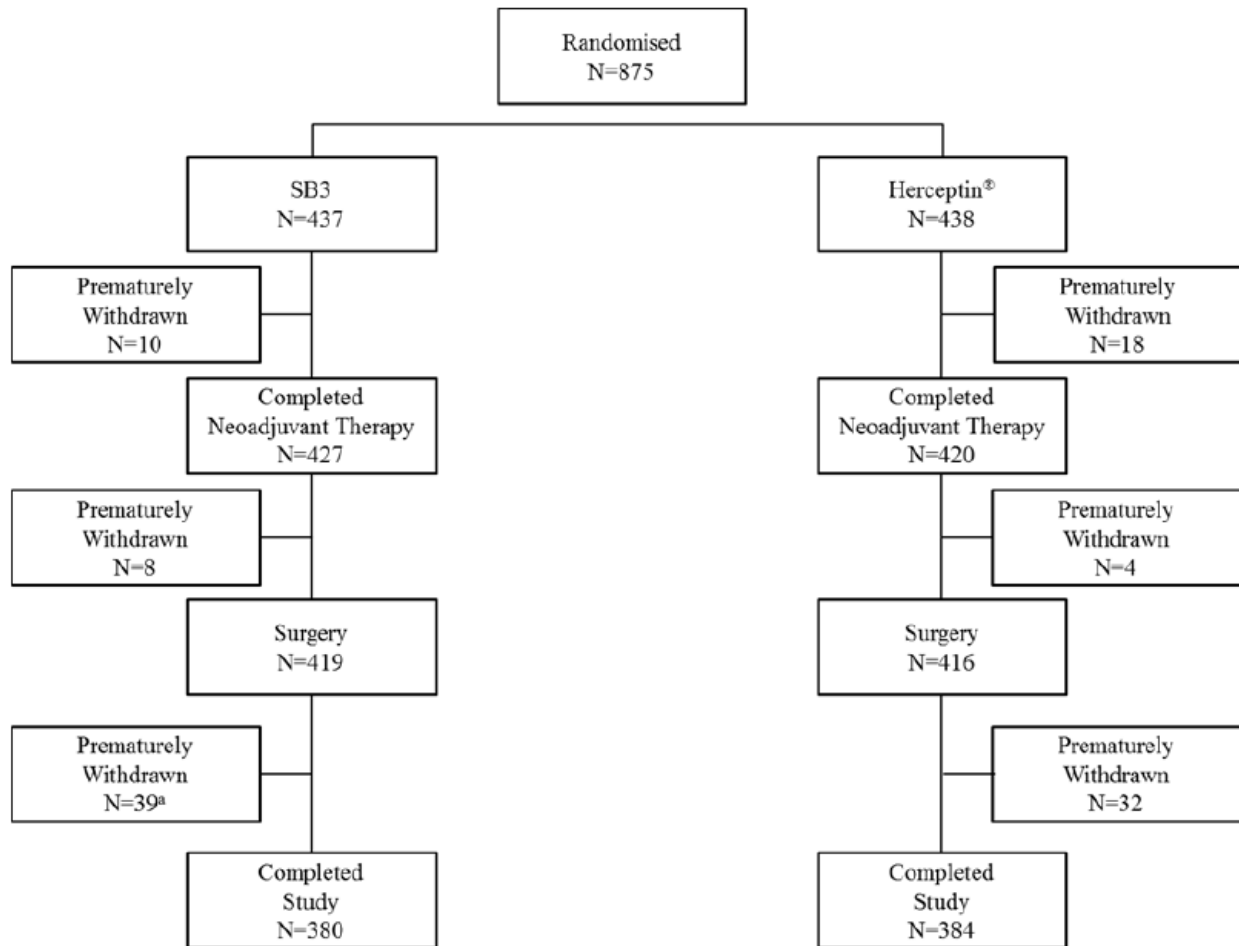 Randomised
N=875
SB3
N=437
Herceptin®
N=438
Prematurely
Withdrawn
N=10
Prematurely
Withdrawn
N=18
Completed
Neoadjuvant Therapy
N=427
Completed
Neoadjuvant Therapy
N=420
Prematurely
Withdrawn
N=8
Prematurely
Withdrawn
N=4
Surgery
N=419
Surgery
N=416
Prematurely
Withdrawn
N=39ᵃ
Prematurely
Withdrawn
N=32
Completed
Study
N=380
Completed
Study
N=384